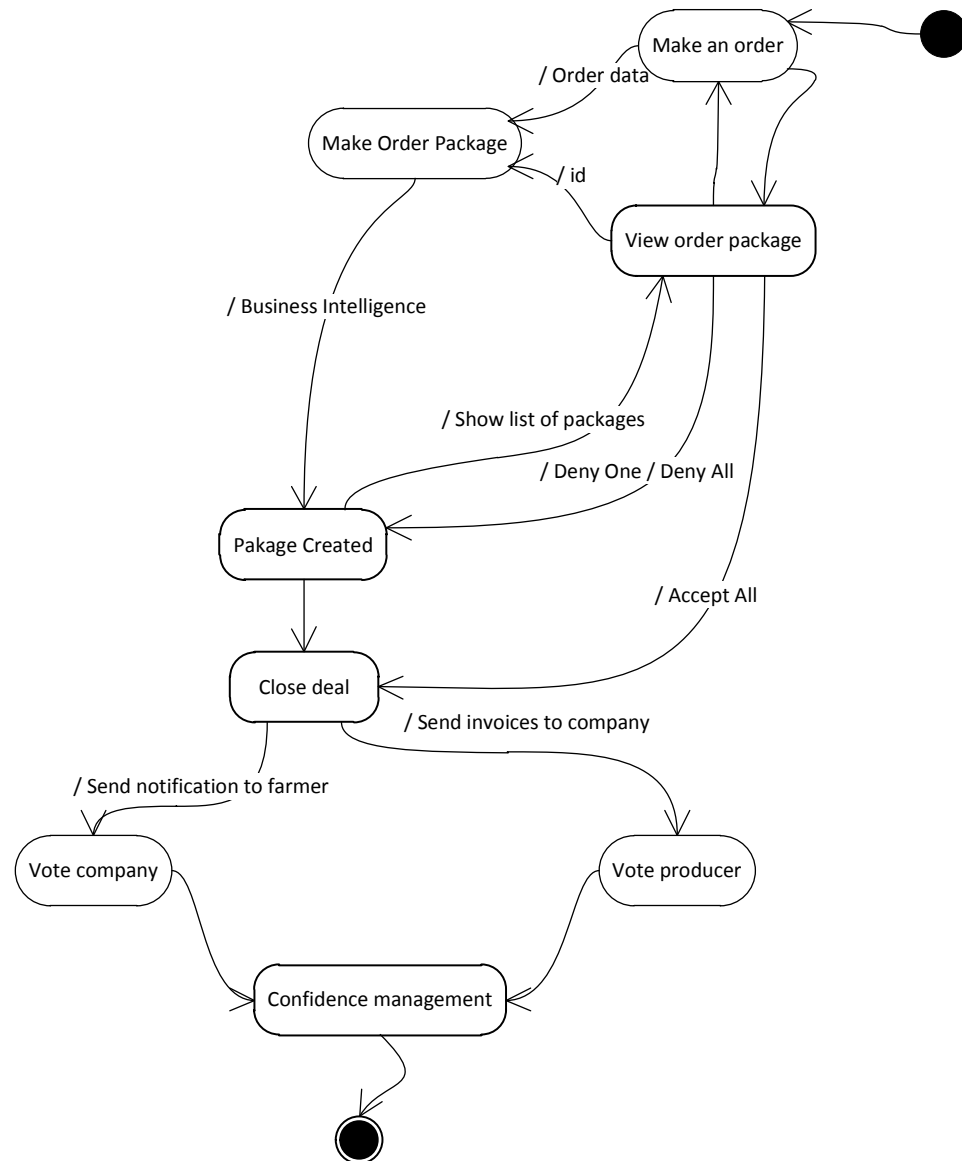 Make an order
/ Order data
Make Order Package
/ id
View order package
/ Business Intelligence
/ Show list of packages
/ Deny One / Deny All
Pakage Created
/ Accept All
Close deal
/ Send invoices to company
/ Send notification to farmer
Vote company
Vote producer
Confidence management